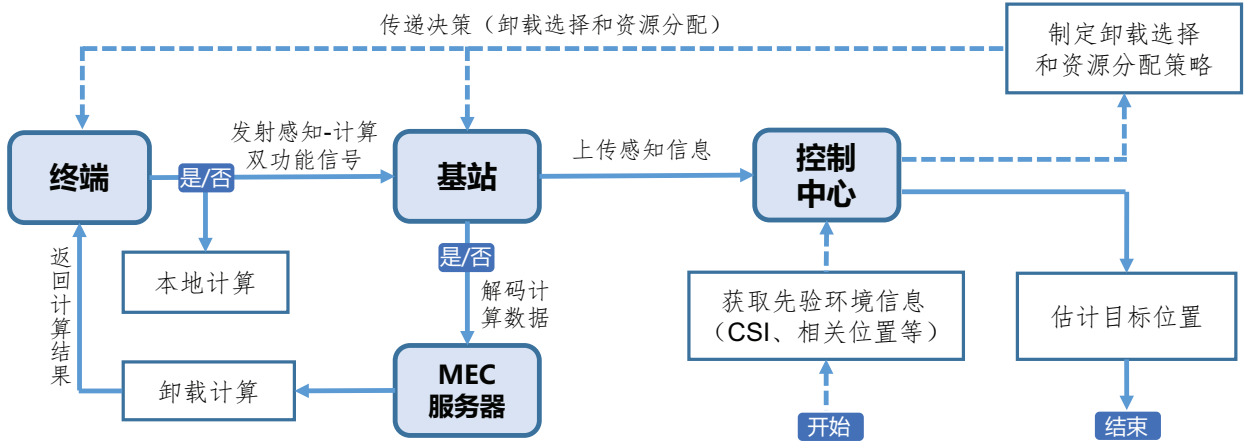 传递决策（卸载选择和资源分配）
制定卸载选择
和资源分配策略
终端
是/否
发射感知-计算
双功能信号
基站
上传感知信息
控制
中心
返回计算结果
本地计算
是/否
解码计
算数据
获取先验环境信息
（CSI、相关位置等）
估计目标位置
卸载计算
MEC
服务器
开始
结束